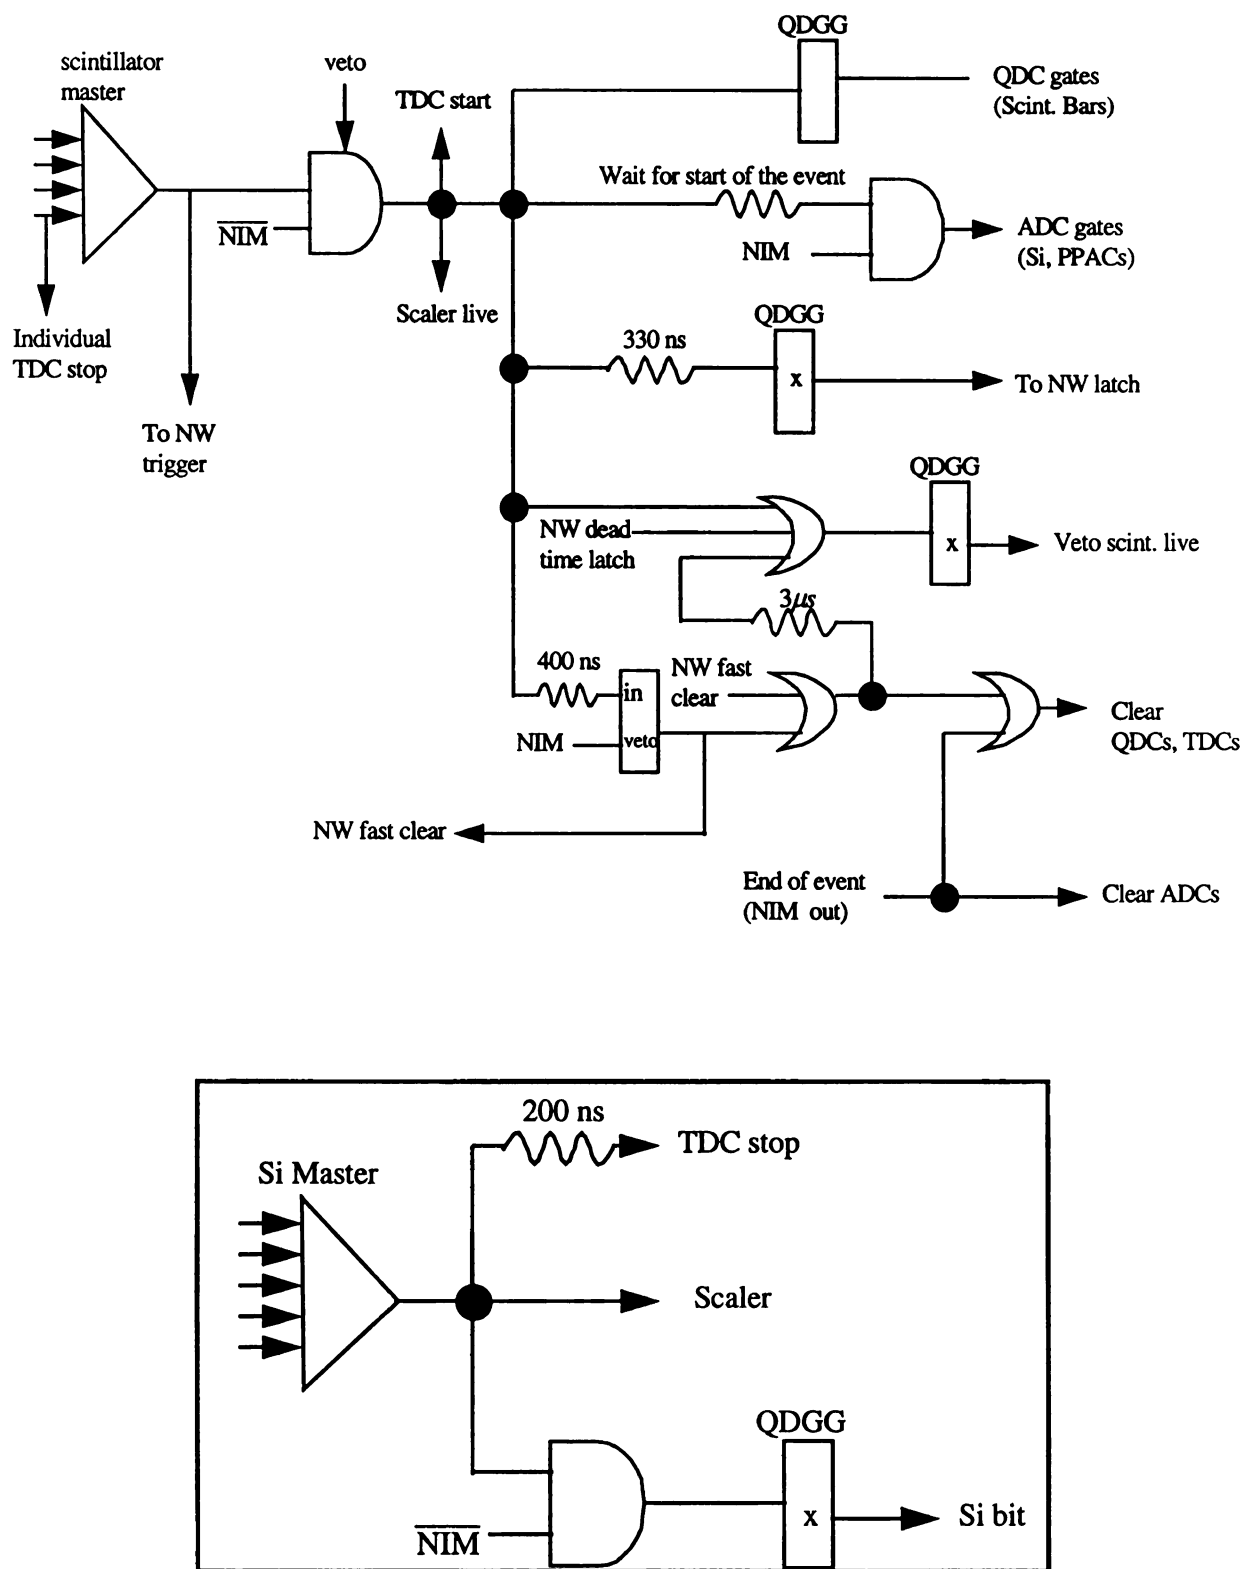 QDGG
scintillator
master
veto
TDC start
QDC gates
(Scint. Bars)
Wait for start of the event
NIM
NIM
ADC gates
(Si, PPACs)
Scaler live
Individual
TDC stop
QDGG
330 ns
x
To NW latch
To NW
trigger
QDGG
NW dead
time latch
x
Veto scint. live
3μs
400 ns
in
NW fast
clear
NIM
veto
Clear
QDCs, TDCs
NW fast clear
End of event
(NIM out)
Clear ADCs
200 ns
TDC stop
Si Master
Scaler
QDGG
x
Si bit
NIM